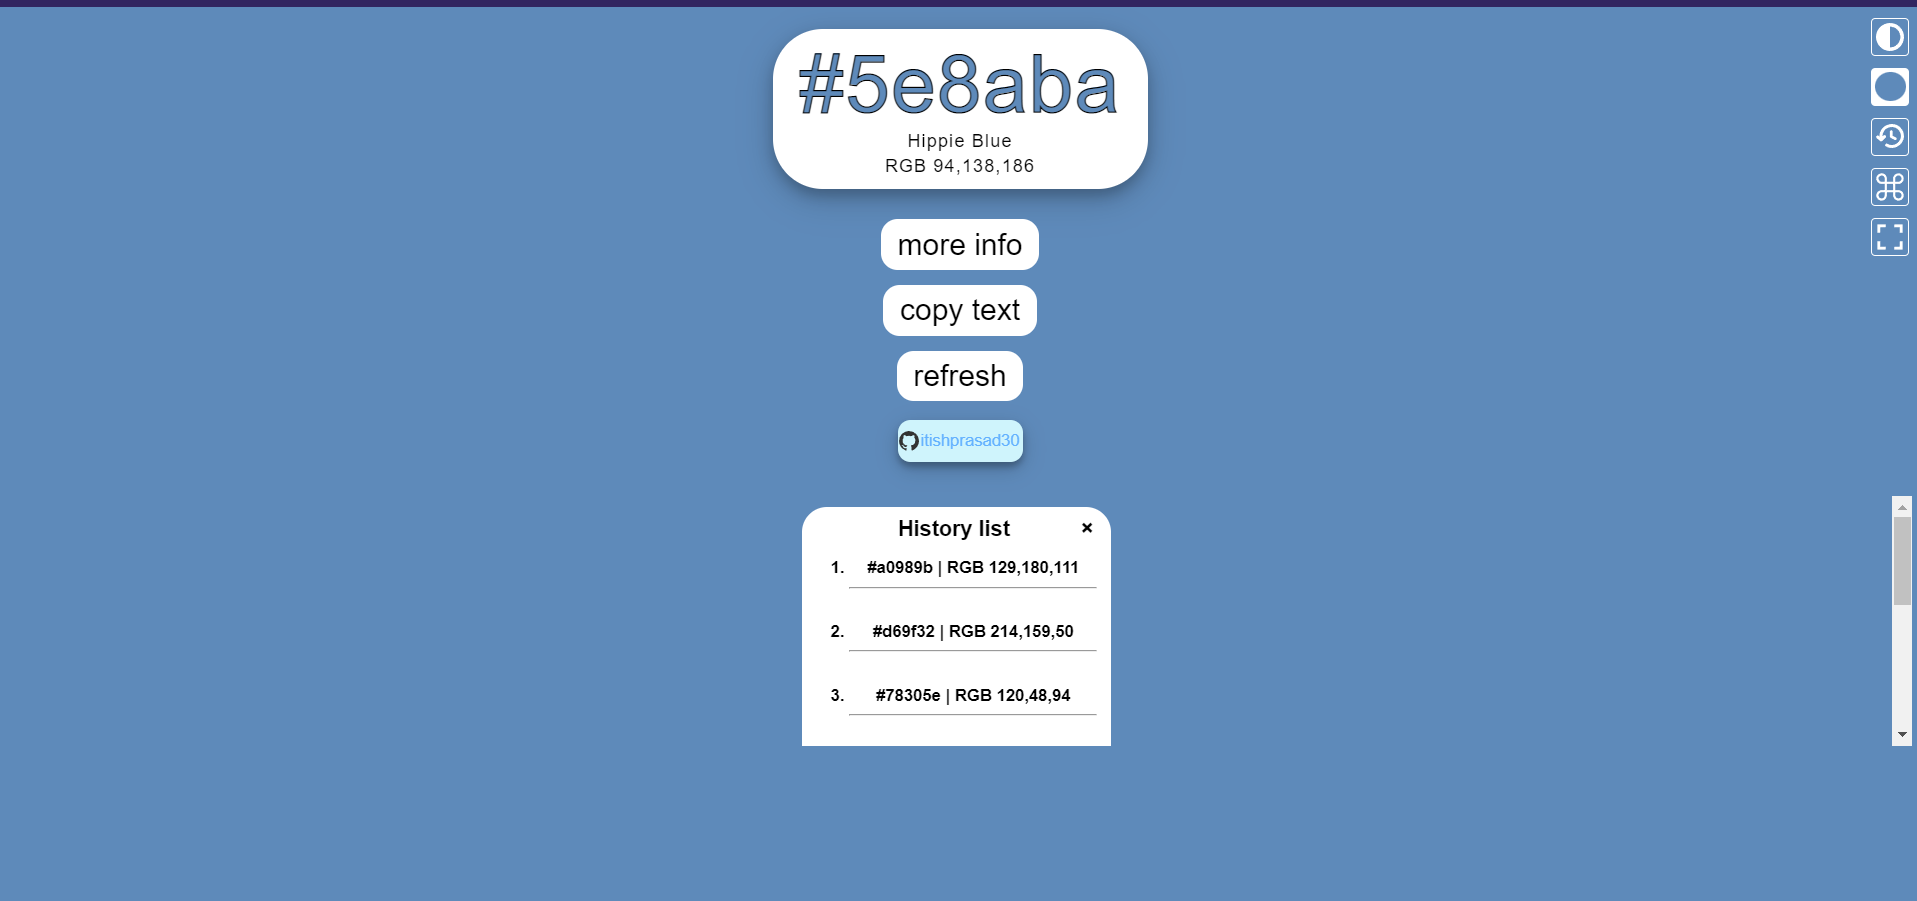 #5e8aba
Hippie Blue
RGB 94,138,186
more info
copy text
refresh
itishprasad30
History list ×
1. #a0989b | RGB 129,180,111
2. #d69f32 | RGB 214,159,50
3. #78305e | RGB 120,48,94